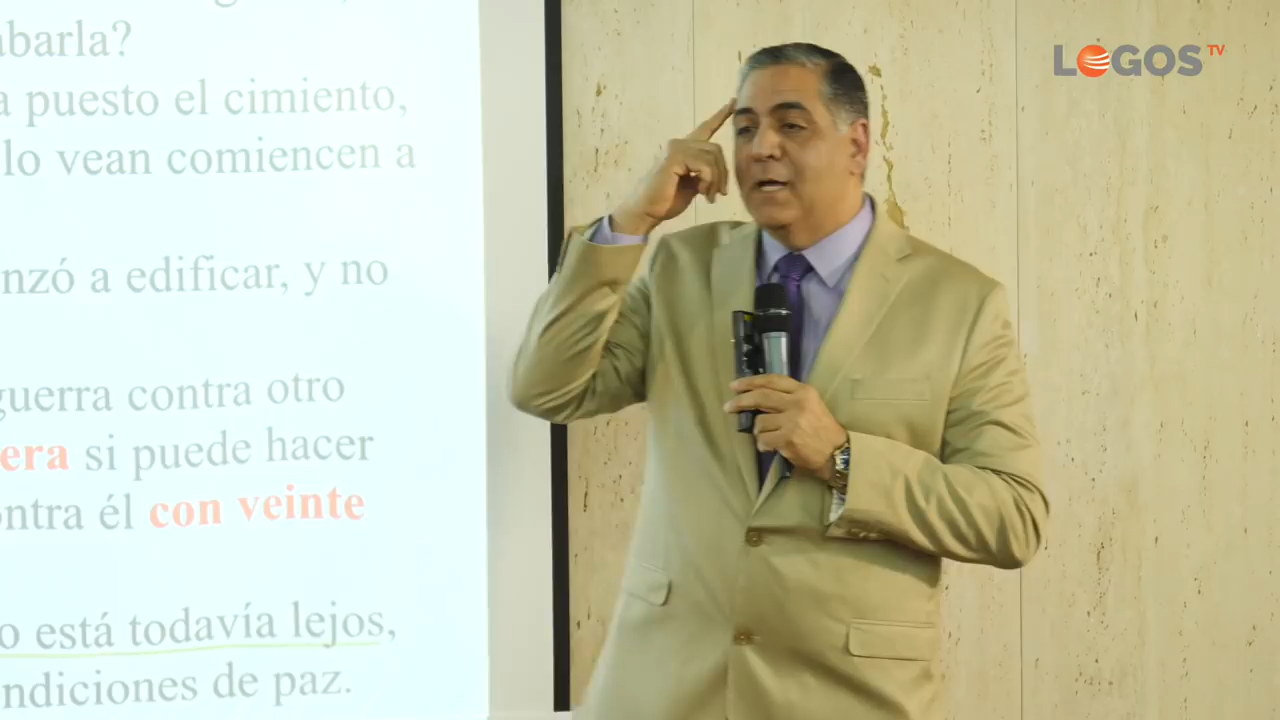 LOGOS TV
abarla?
a puesto el cimiento,
lo vean comiencen a
nzó a edificar, y no
guerra contra otro
era si puede hacer
ontra él con veinte
o está todavía lejos,
ndiciones de paz.